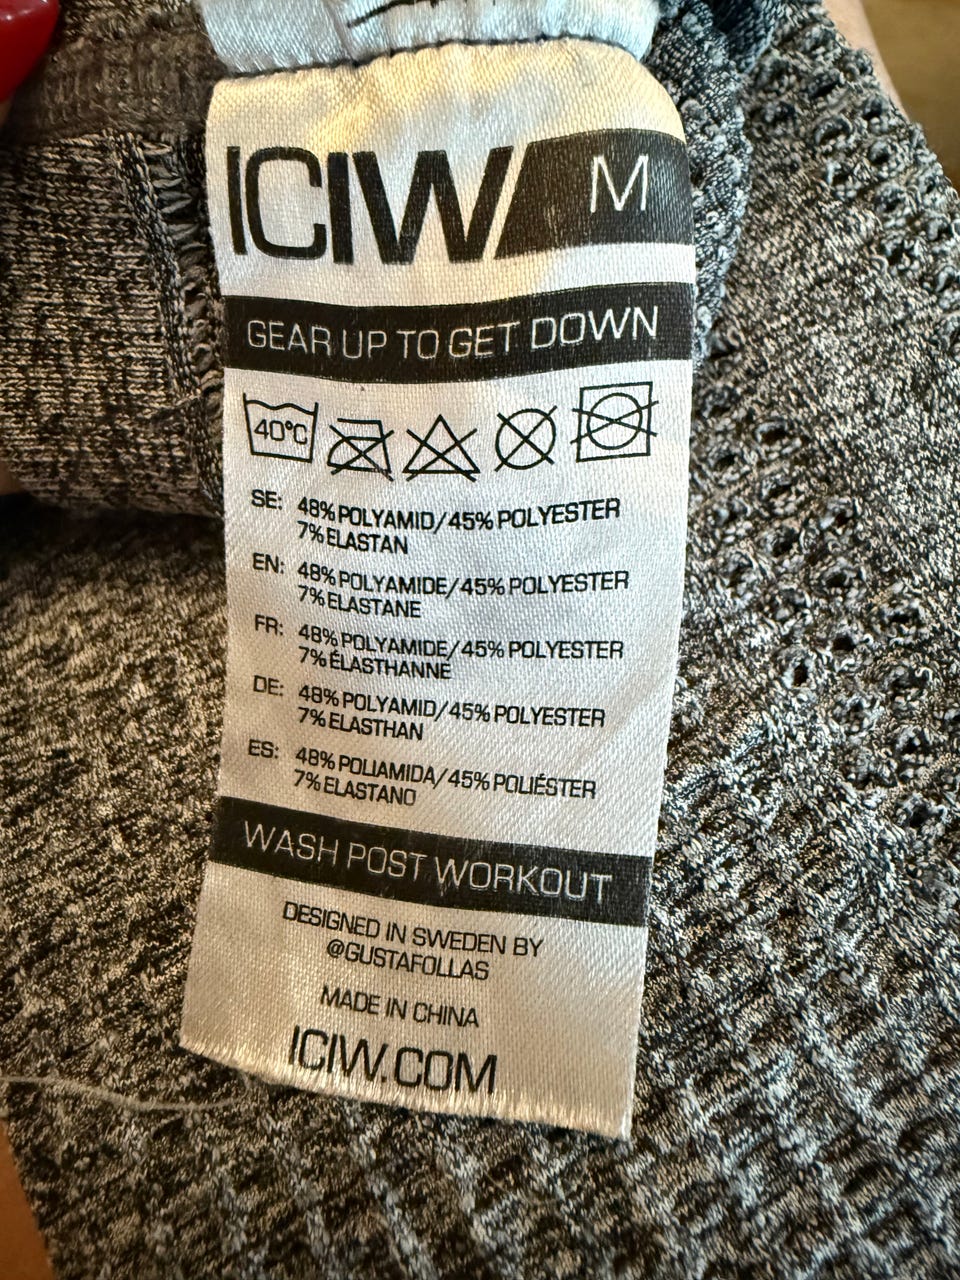 ICIW M
GEAR UP TO GET DOWN
40°C
SE: 48% POLYAMID/45% POLYESTER
7% ELASTAN
EN: 48% POLYAMIDE/45% POLYESTER
7% ELASTANE
FR: 48% POLYAMIDE/45% POLYESTER
7% ÉLASTHANNE
DE: 48% POLYAMID/45% POLYESTER
7% ELASTHAN
ES: 48% POLIAMIDA/45% POLIÉSTER
7% ELASTANO
WASH POST WORKOUT
DESIGNED IN SWEDEN BY
@GUSTAFOLLAS
MADE IN CHINA
ICIW.COM